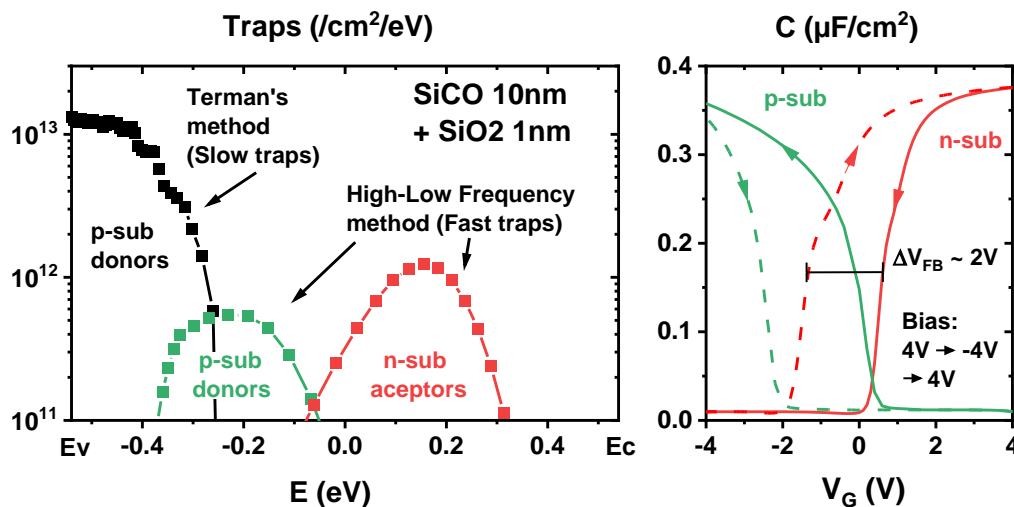 Traps (/cm²/eV)
10¹³
10¹²
10¹¹
Terman's
method
(Slow traps)
SiCO 10nm
+ SiO2 1nm
High-Low Frequency
method (Fast traps)
p-sub
donors
p-sub
donors
n-sub
aceptors
Ev
-0.4
-0.2
0.0
0.2
0.4
Ec
E (eV)
C (µF/cm²)
0.4
0.3
0.2
0.1
0.0
p-sub
n-sub
ΔV_FB ~ 2V
Bias:
4V → -4V
→ 4V
-4
-2
0
2
4
V_G (V)